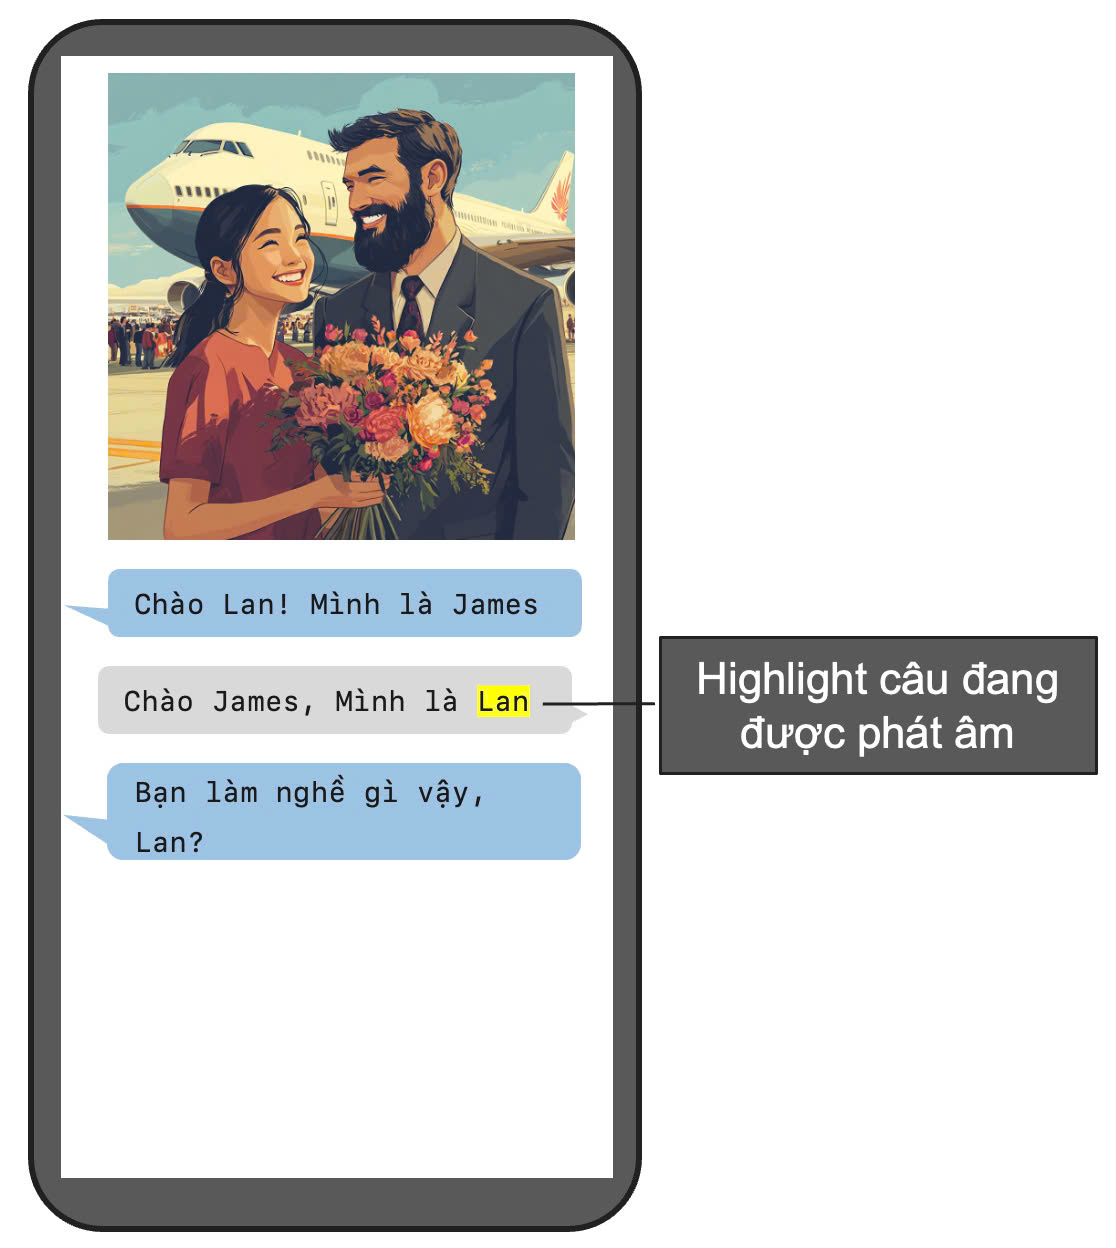 Chào Lan! Mình là James
Chào James, Mình là Lan
Highlight câu đang
được phát âm
Bạn làm nghề gì vậy,
Lan?